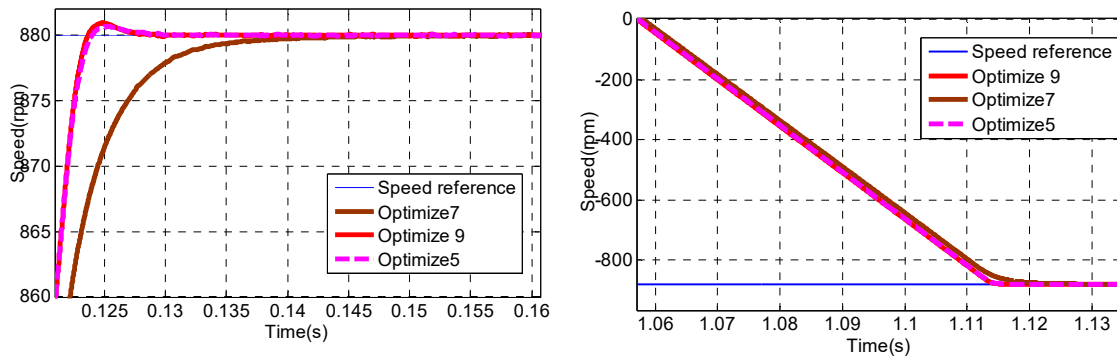 880
875
870
865
860
Speed(rpm)
0.125
0.13
0.135
0.14
0.145
0.15
0.155
0.16
Time(s)
Speed reference
Optimize7
Optimize 9
Optimize5
0
-200
-400
-600
-800
Speed(rpm)
1.06
1.07
1.08
1.09
1.1
1.11
1.12
1.13
Time(s)
Speed reference
Optimize 9
Optimize7
Optimize5